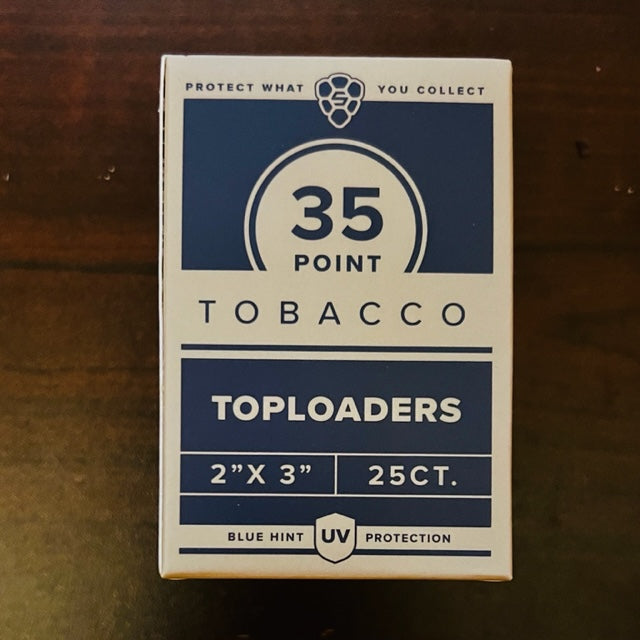 PROTECT WHAT YOU COLLECT
S
35
POINT
TOBACCO
TOPLOADERS
2”X 3” 25CT.
BLUE HINT UV PROTECTION